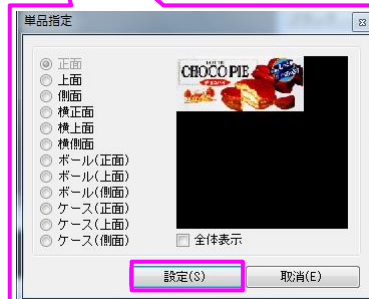 単品指定
正面
上面
側面
横正面
横上面
横側面
ボール(正面)
ボール(上面)
ボール(側面)
ケース(正面)
ケース(上面)
ケース(側面)
CHOCO PIE
全体表示
設定(S)
取消(E)